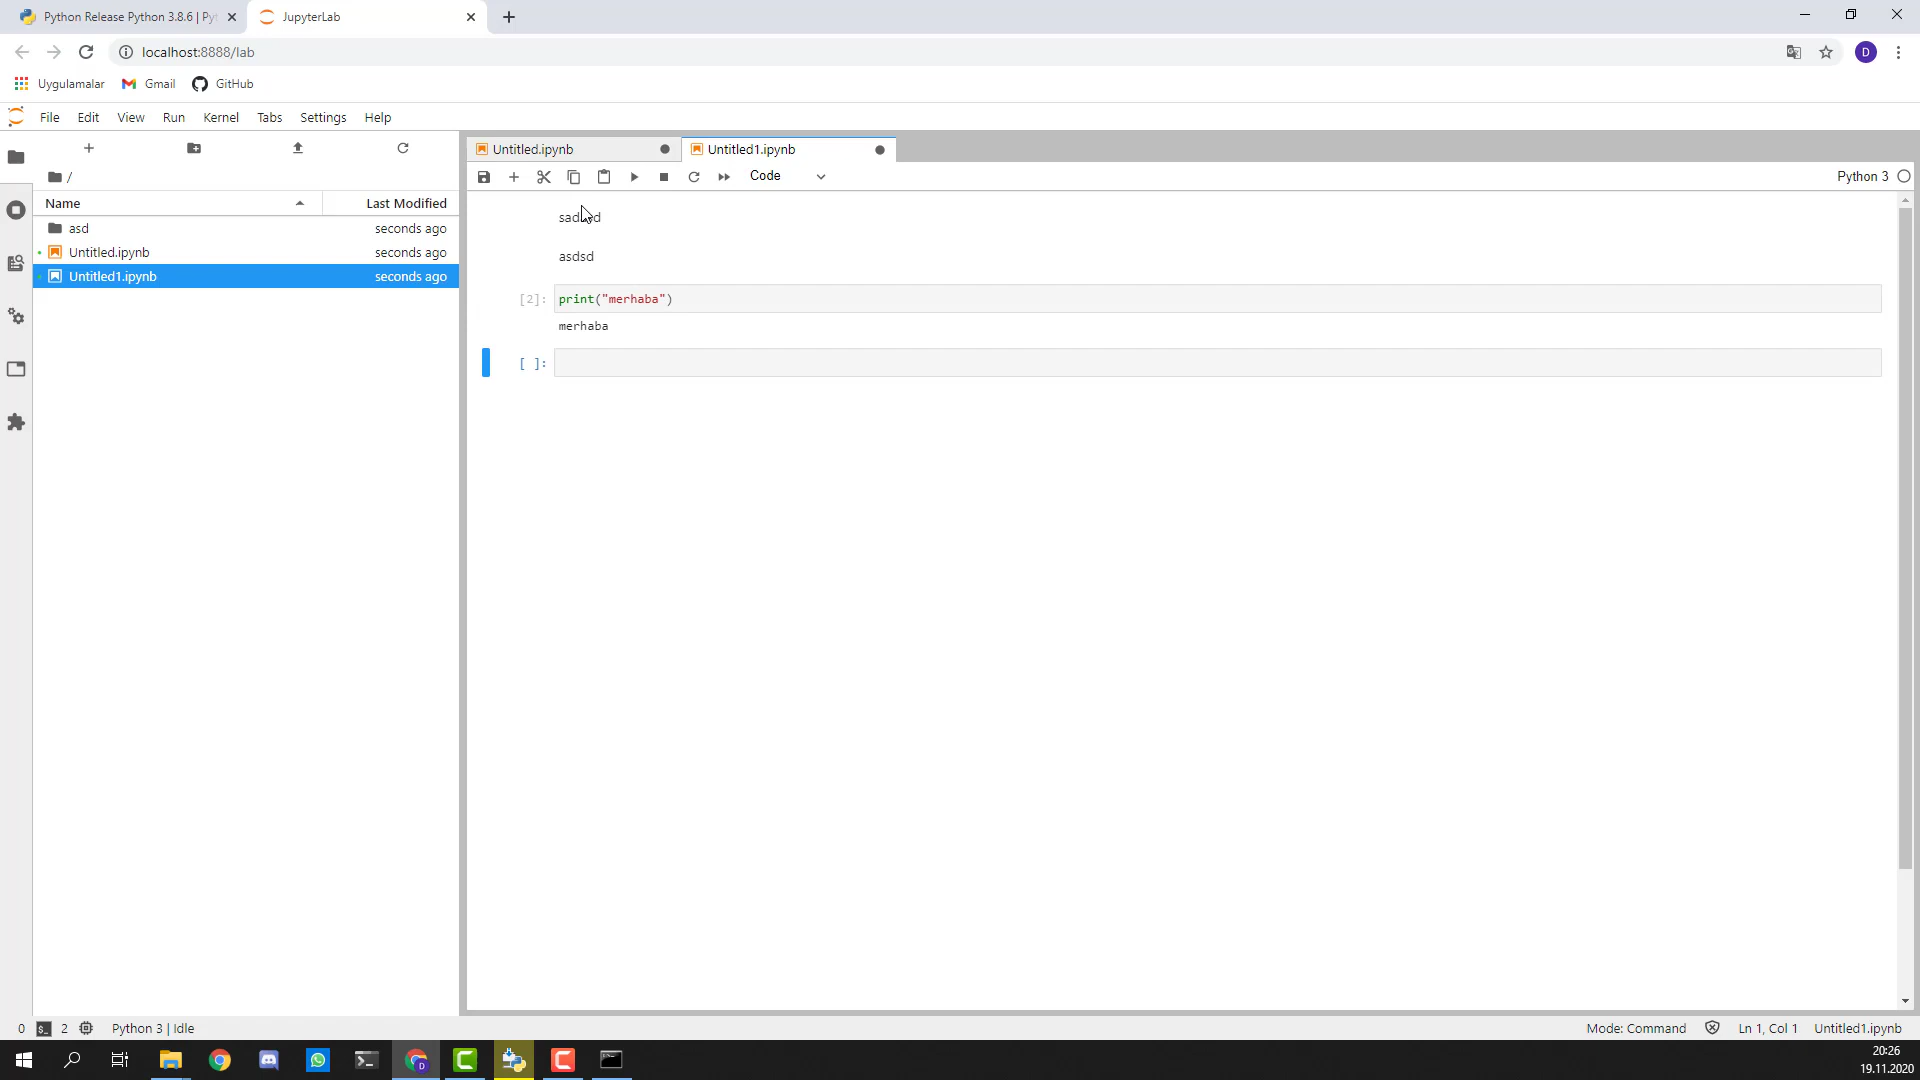 Python Release Python 3.8.6 | Pyt
JupyterLab
localhost:8888/lab
D
Uygulamalar
Gmail
GitHub
File Edit View Run Kernel Tabs Settings Help
/
Name Last Modified
asd seconds ago
Untitled.ipynb seconds ago
Untitled1.ipynb seconds ago
Untitled.ipynb
Untitled1.ipynb
Code
Python 3
asdsd
[2]: print("merhaba")
merhaba
[ ]:
0 $_ 2 Python 3 | Idle
Mode: Command Ln 1, Col 1 Untitled1.ipynb
20:26
19.11.2020